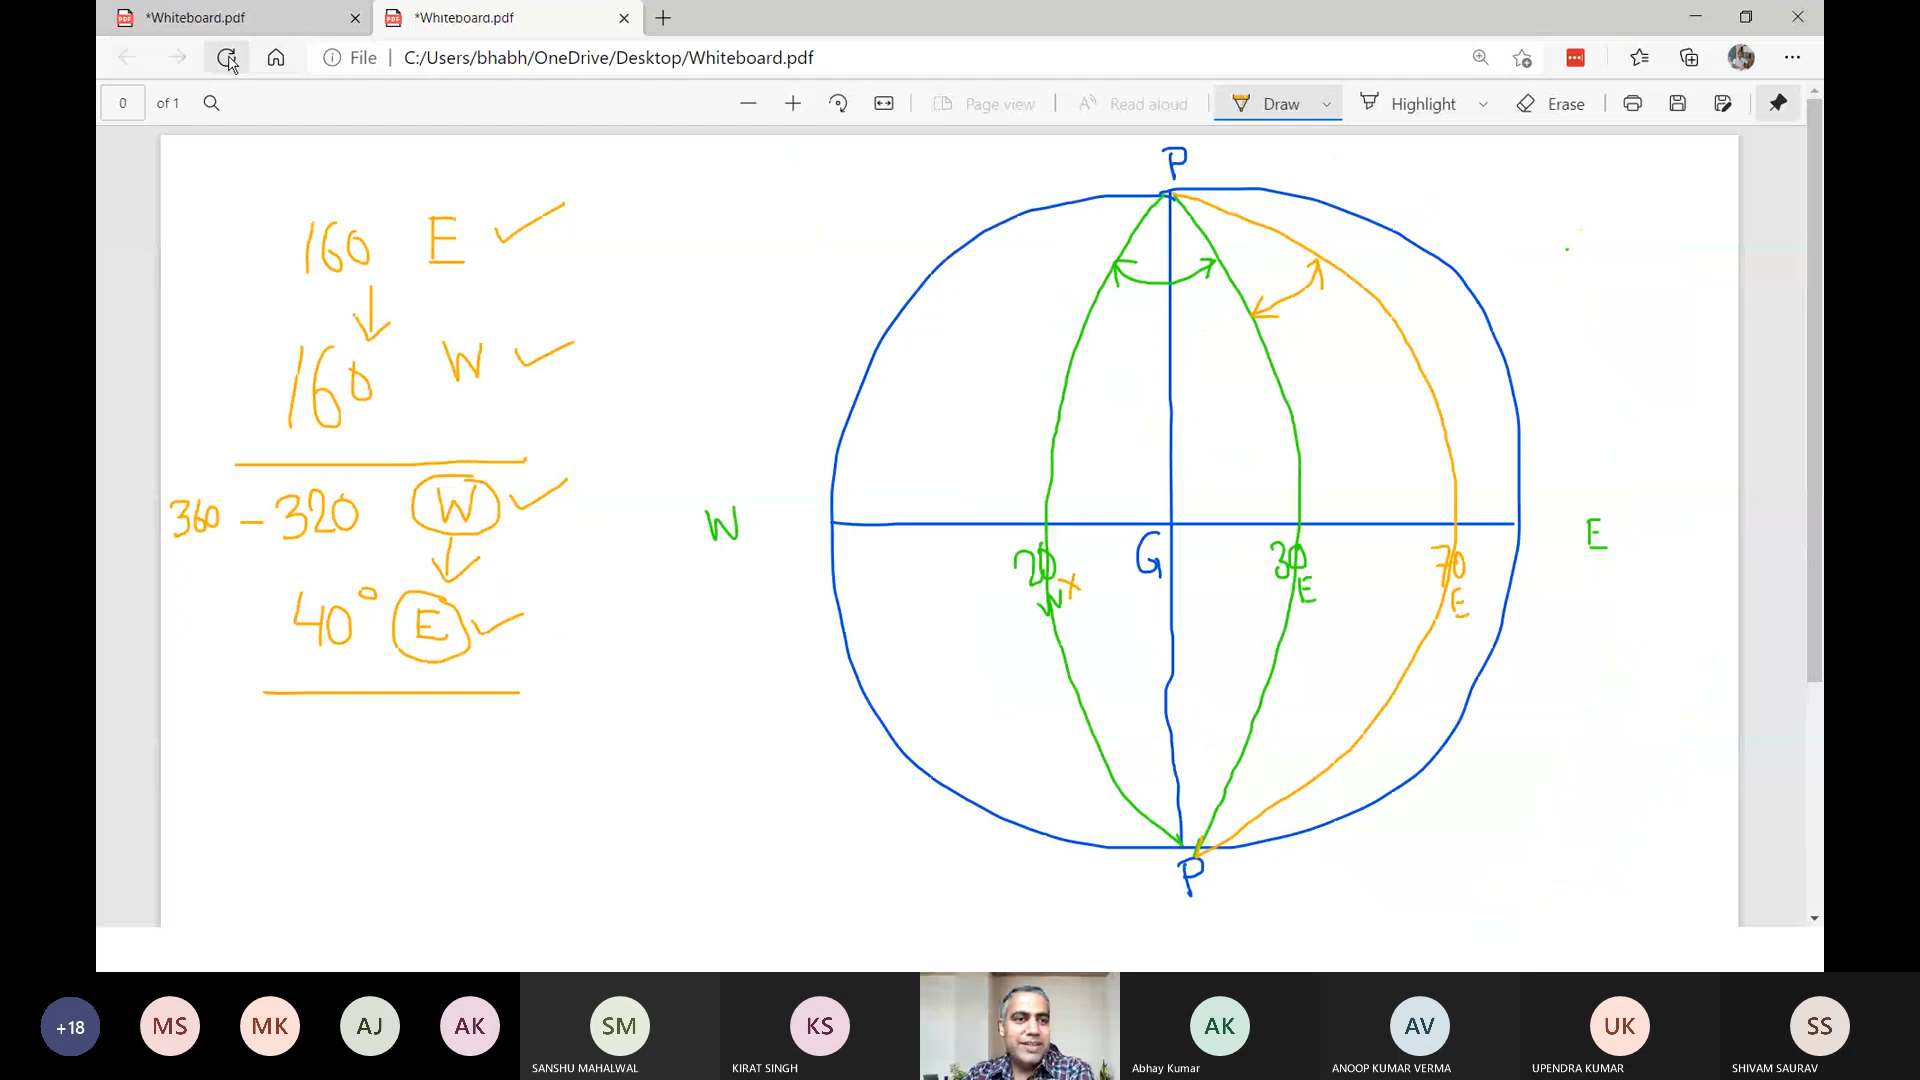 *Whiteboard.pdf
*Whiteboard.pdf
File
C:/Users/bhabh/OneDrive/Desktop/Whiteboard.pdf
0 of 1
Page view
Read aloud
Draw
Highlight
Erase
P
160 E
160 W
360 - 320 W
40° E
W
E
G
20 W
30 E
70 E
P
+18
MS
MK
AJ
AK
SM
KS
AK
AV
UK
SS
SANSHU MAHALWAL
KIRAT SINGH
Abhay Kumar
ANOOP KUMAR VERMA
UPENDRA KUMAR
SHIVAM SAURAV